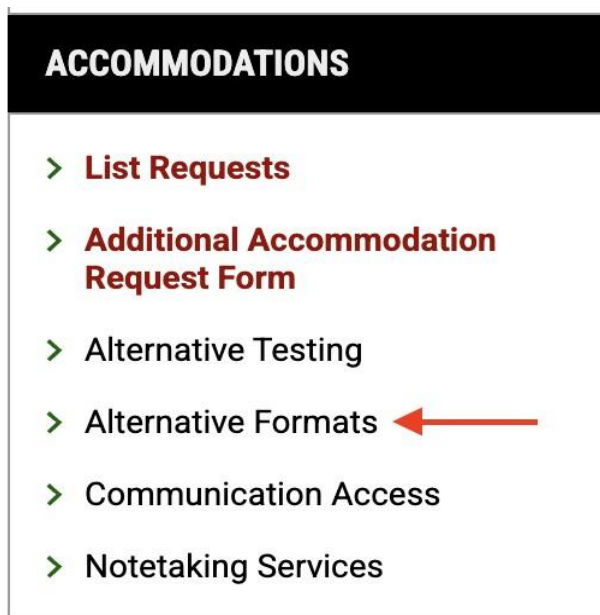 ACCOMMODATIONS
List Requests
Additional Accommodation
Request Form
Alternative Testing
Alternative Formats
Communication Access
Notetaking Services